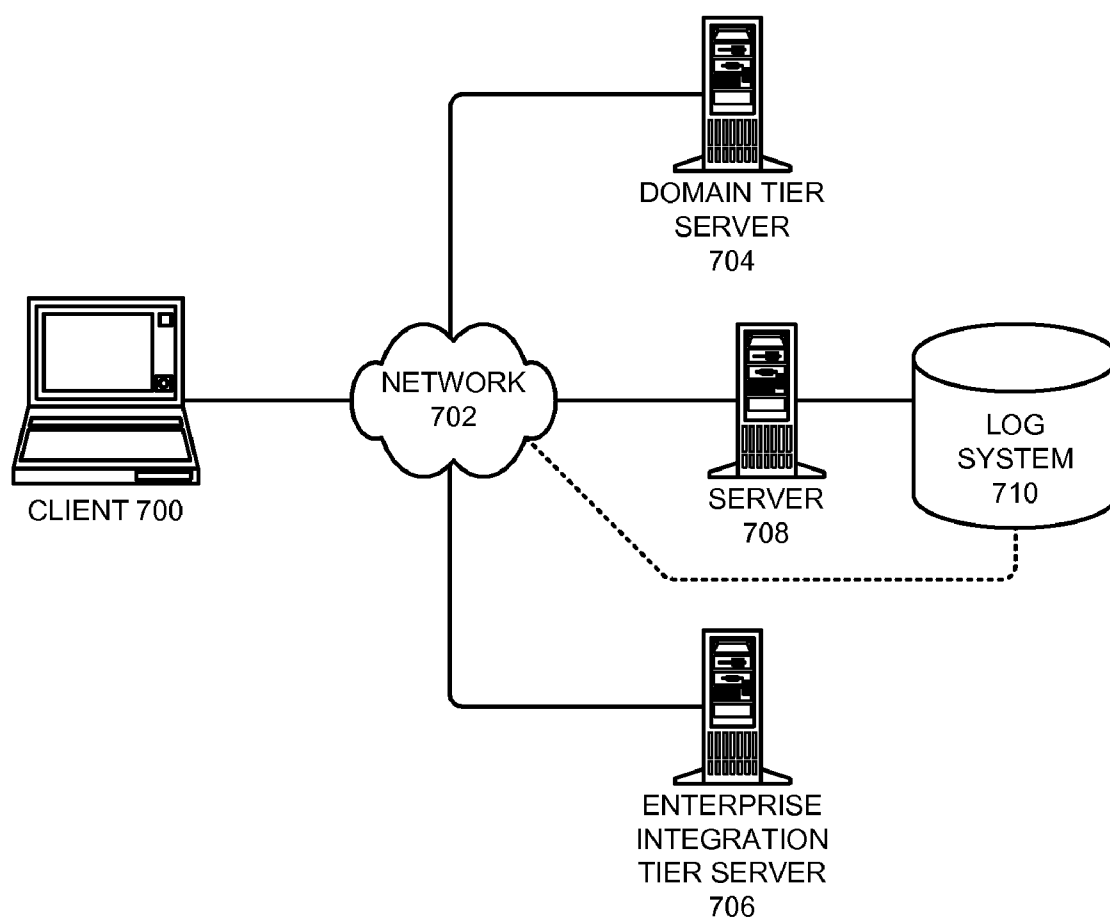 DOMAIN TIER
SERVER
704
NETWORK
702
CLIENT 700
SERVER
708
LOG
SYSTEM
710
ENTERPRISE
INTEGRATION
TIER SERVER
706